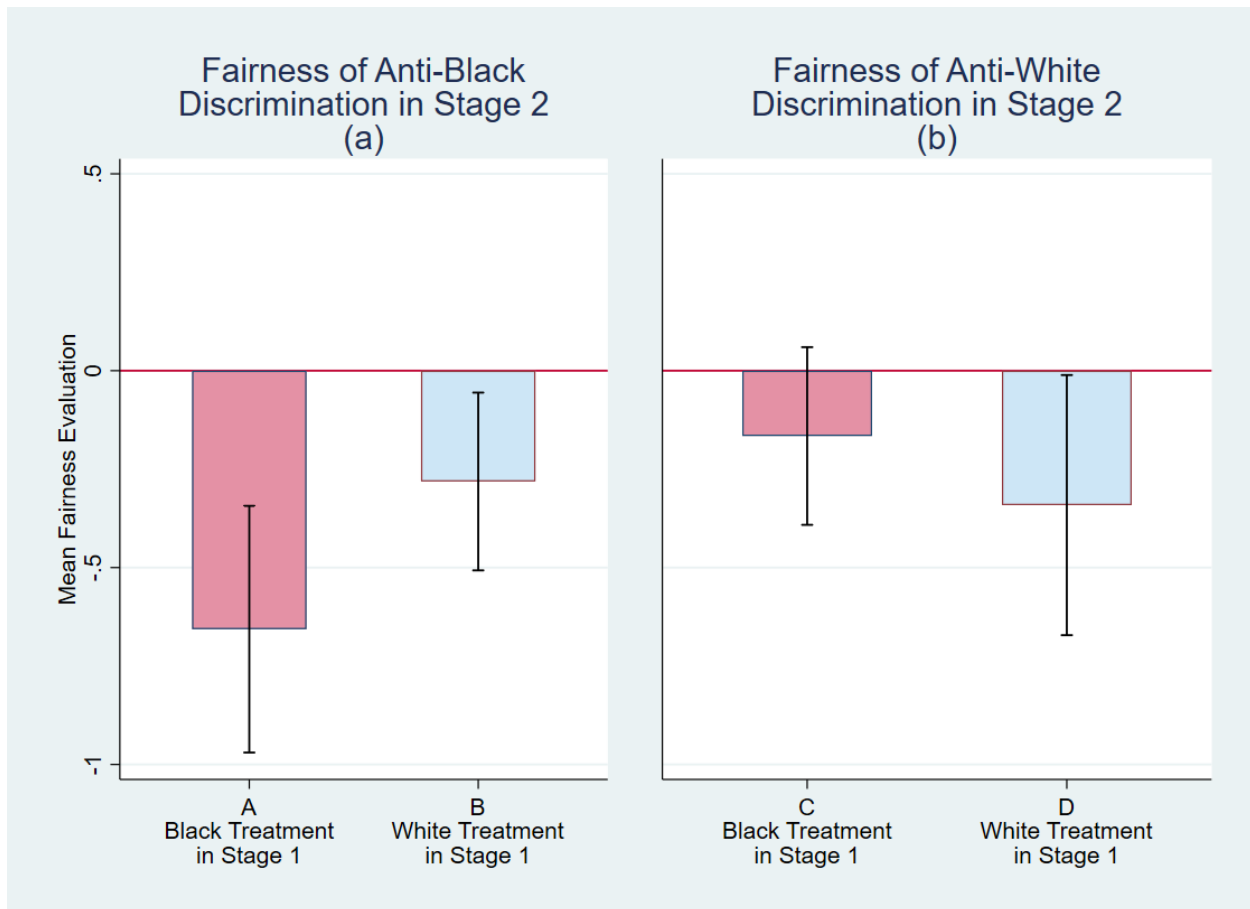 Fairness of Anti-Black
Discrimination in Stage 2
(a)
Fairness of Anti-White
Discrimination in Stage 2
(b)
Mean Fairness Evaluation
.5
0
-.5
-1
A
Black Treatment
in Stage 1
B
White Treatment
in Stage 1
C
Black Treatment
in Stage 1
D
White Treatment
in Stage 1